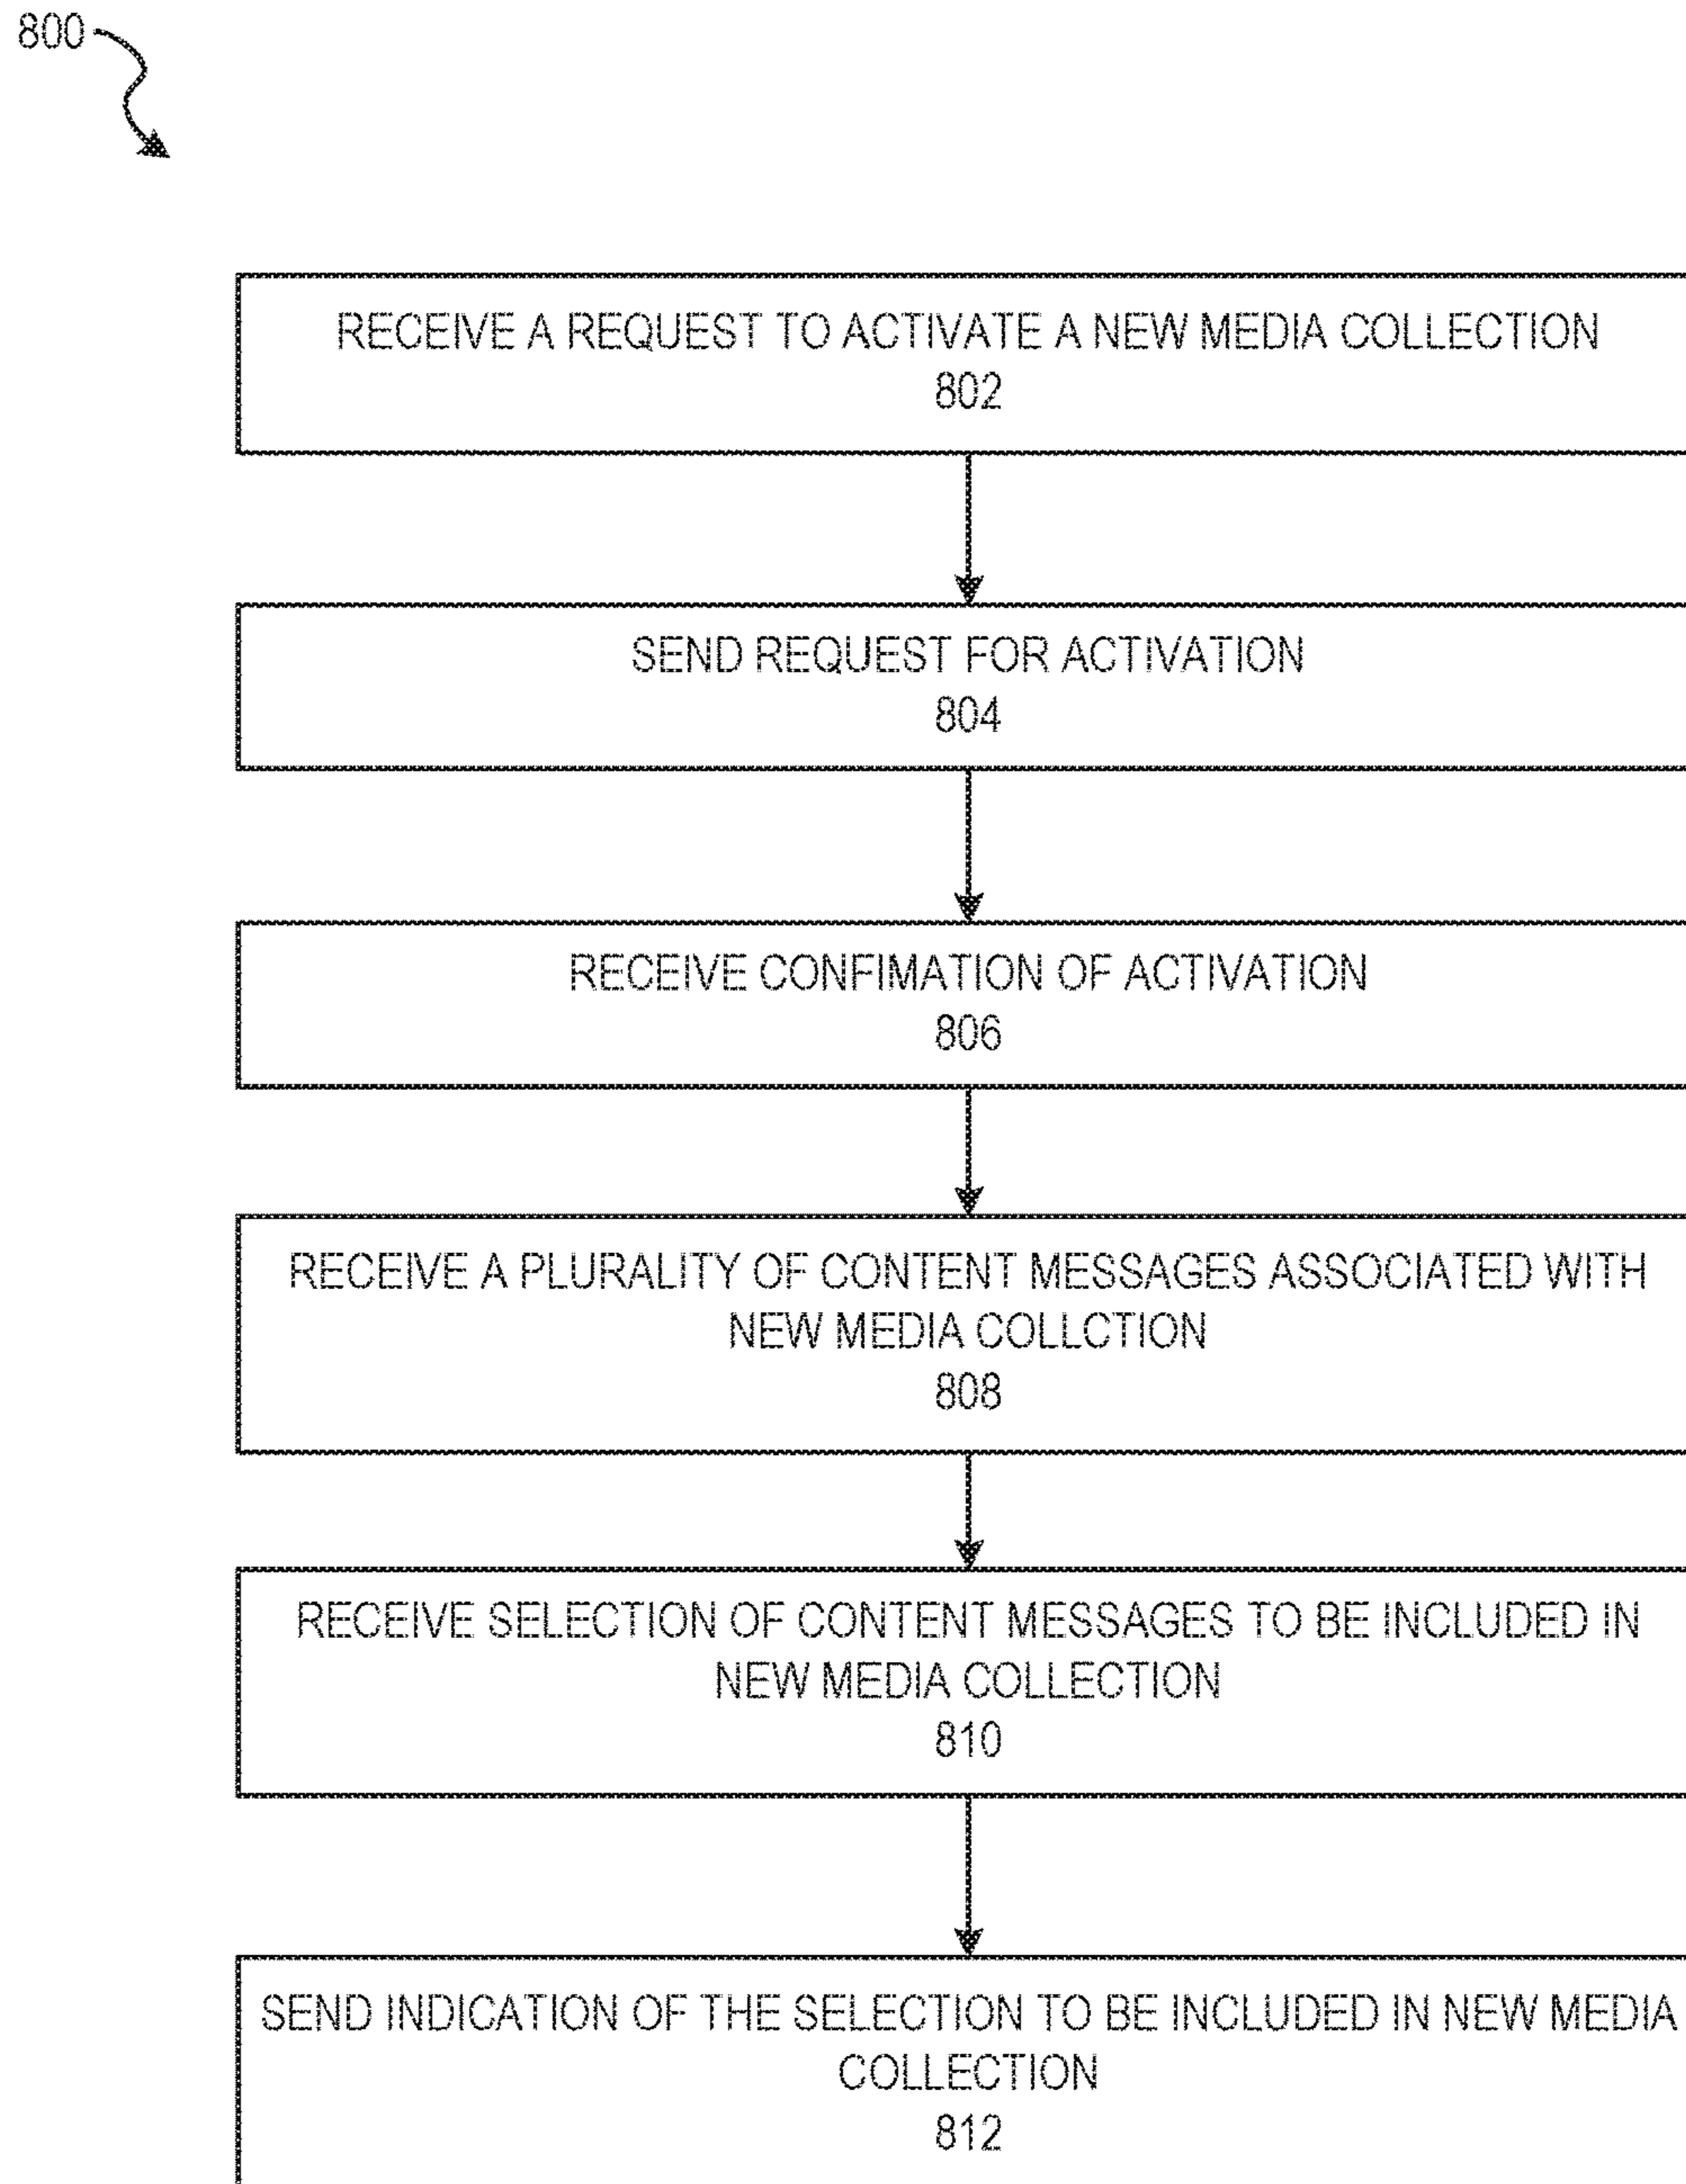 800
RECEIVE A REQUEST TO ACTIVATE A NEW MEDIA COLLECTION
802
SEND REQUEST FOR ACTIVATION
804
RECEIVE CONFIMATION OF ACTIVATION
806
RECEIVE A PLURALITY OF CONTENT MESSAGES ASSOCIATED WITH
NEW MEDIA COLLCTION
808
RECEIVE SELECTION OF CONTENT MESSAGES TO BE INCLUDED IN
NEW MEDIA COLLECTION
810
SEND INDICATION OF THE SELECTION TO BE INCLUDED IN NEW MEDIA
COLLECTION
812